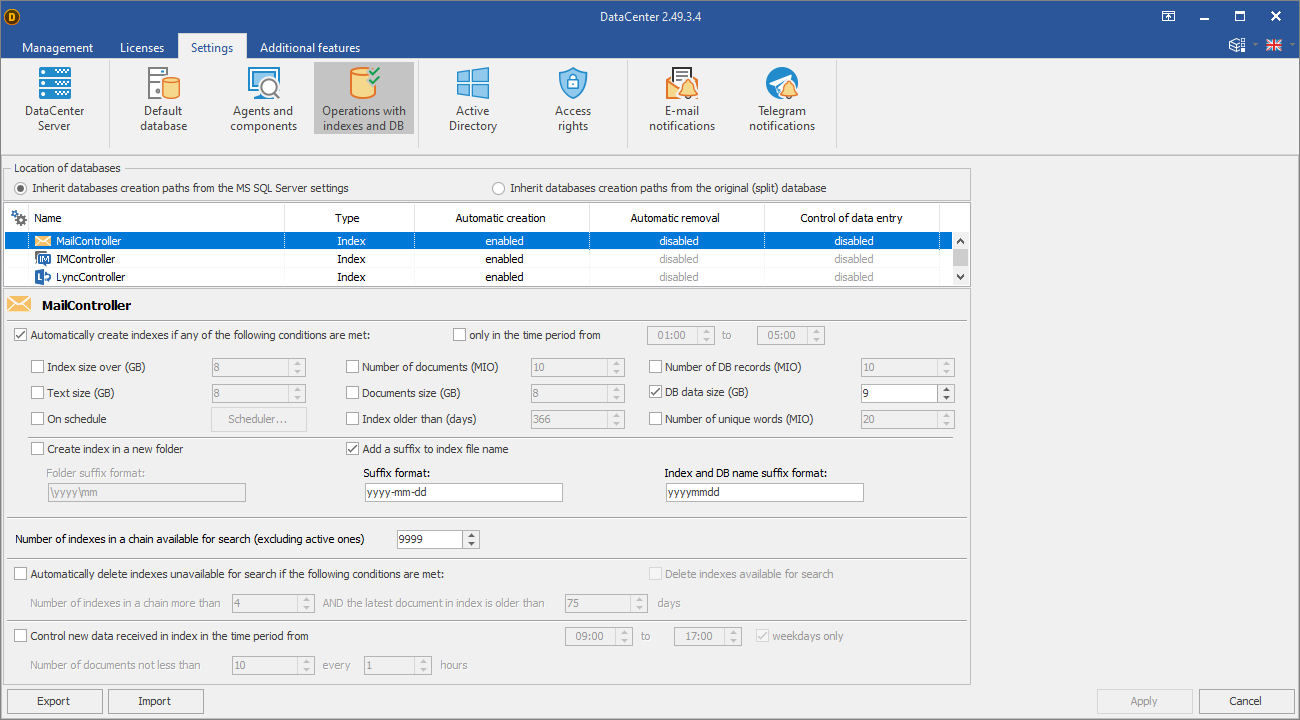 D
DataCenter 2.49.3.4
Management Licenses Settings Additional features
DataCenter Server
Default database
Agents and components
Operations with indexes and DB
Active Directory
Access rights
E-mail notifications
Telegram notifications
Location of databases
Inherit databases creation paths from the MS SQL Server settings Inherit databases creation paths from the original (split) database
Name Type Automatic creation Automatic removal Control of data entry
MailController Index enabled disabled disabled
IM IMController Index enabled disabled disabled
L LyncController Index enabled disabled disabled
MailController
Automatically create indexes if any of the following conditions are met: only in the time period from 01:00 to 05:00
Index size over (GB) 8 Number of documents (MIO) 10 Number of DB records (MIO) 10
Text size (GB) 8 Documents size (GB) 8 DB data size (GB) 9
On schedule Scheduler... Index older than (days) 366 Number of unique words (MIO) 20
Create index in a new folder Add a suffix to index file name
Folder suffix format: Suffix format: Index and DB name suffix format:
\yyyy\mm yyyy-mm-dd yyyymmdd
Number of indexes in a chain available for search (excluding active ones) 9999
Automatically delete indexes unavailable for search if the following conditions are met: Delete indexes available for search
Number of indexes in a chain more than 4 AND the latest document in index is older than 75 days
Control new data received in index in the time period from 09:00 to 17:00 weekdays only
Number of documents not less than 10 every 1 hours
Export Import Apply Cancel